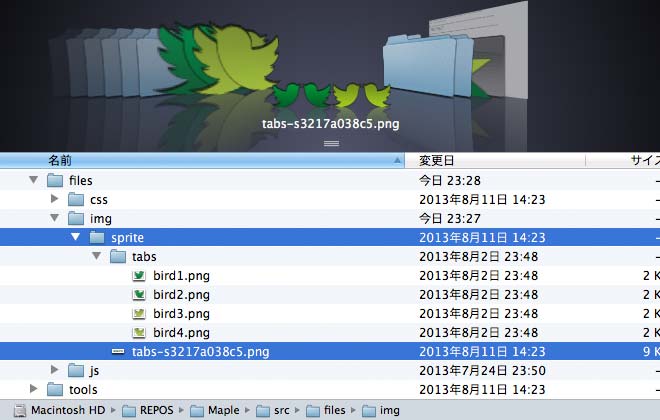 tabs-s3217a038c5.png
名前 変更日 サイズ
files 今日 23:28 --
css 2013年8月11日 14:23 --
img 今日 23:27 --
sprite 2013年8月11日 14:23 --
tabs 2013年8月2日 23:48 --
bird1.png 2013年8月2日 23:48 2 K
bird2.png 2013年8月2日 23:48 2 K
bird3.png 2013年8月2日 23:48 2 K
bird4.png 2013年8月2日 23:48 2 K
tabs-s3217a038c5.png 2013年8月11日 14:23 9 K
js 2013年7月24日 23:50 --
tools 2013年8月11日 14:23 --
Macintosh HD ▸ REPOS ▸ Maple ▸ src ▸ files ▸ img